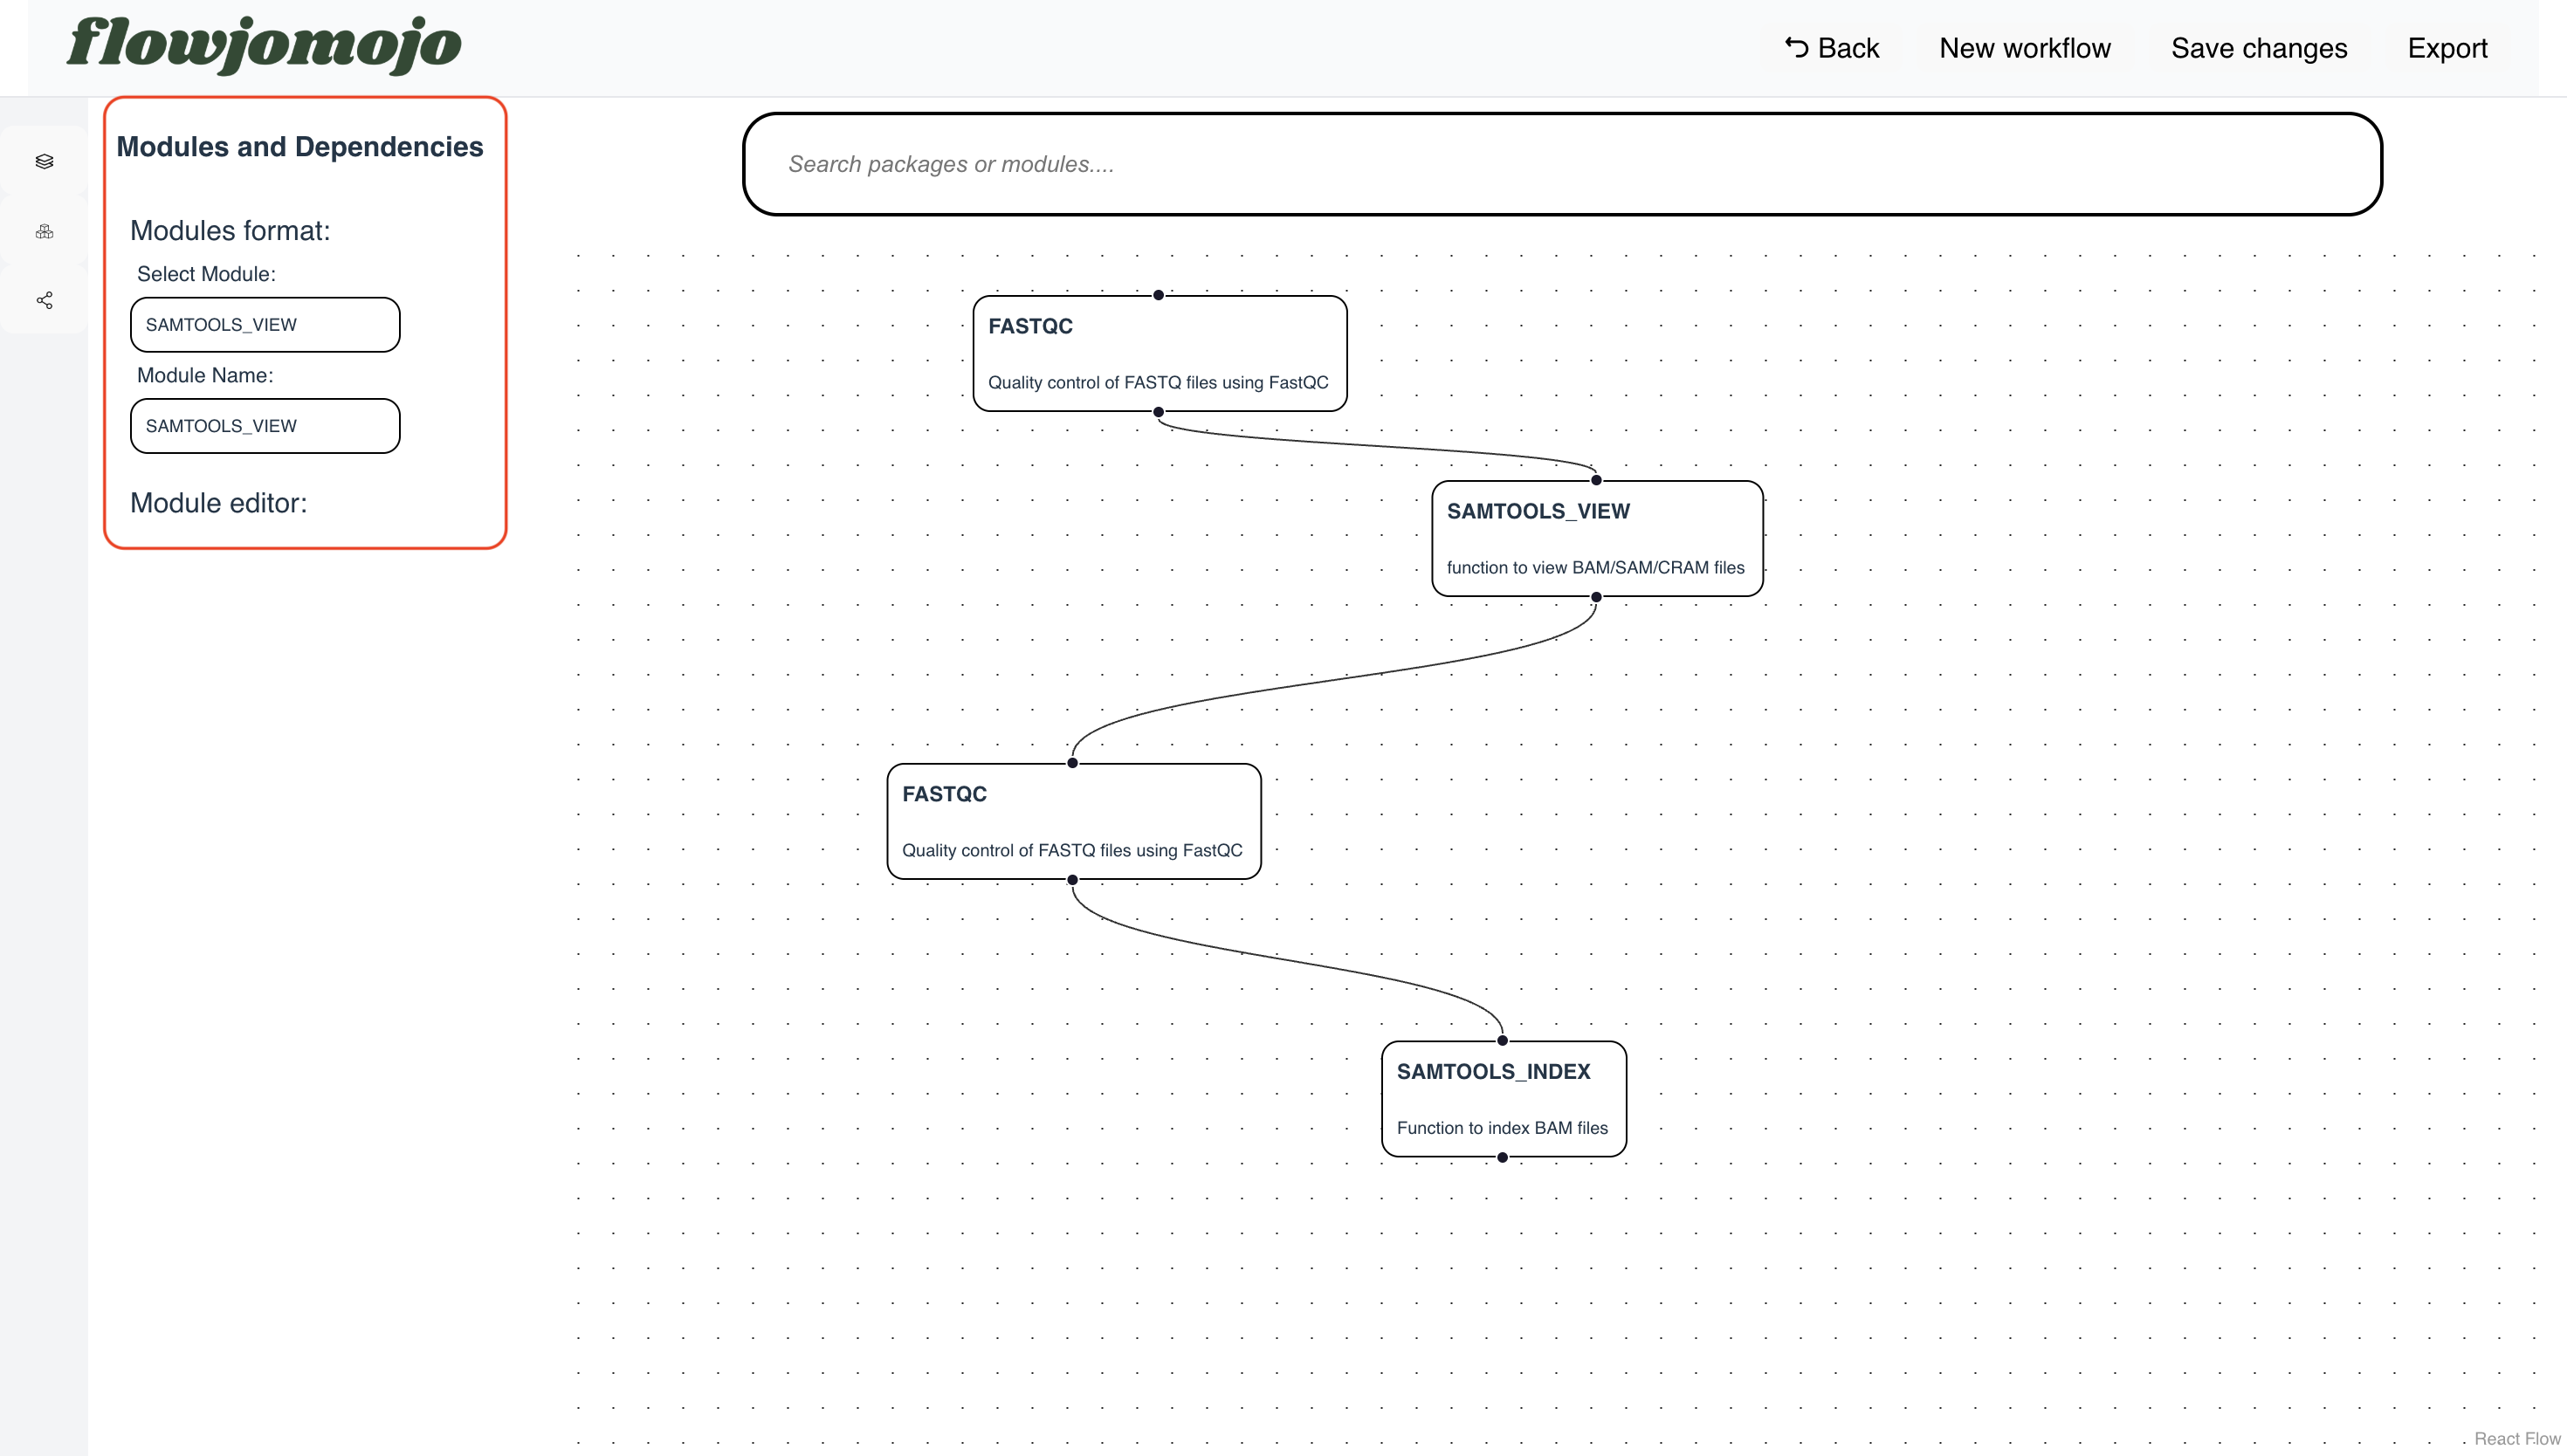 flowjomojo
Back New workflow Save changes Export
Modules and Dependencies
Modules format:
Select Module:
SAMTOOLS_VIEW
Module Name:
SAMTOOLS_VIEW
Module editor:
Search packages or modules....
FASTQC
Quality control of FASTQ files using FastQC
SAMTOOLS_VIEW
function to view BAM/SAM/CRAM files
FASTQC
Quality control of FASTQ files using FastQC
SAMTOOLS_INDEX
Function to index BAM files
React Flow